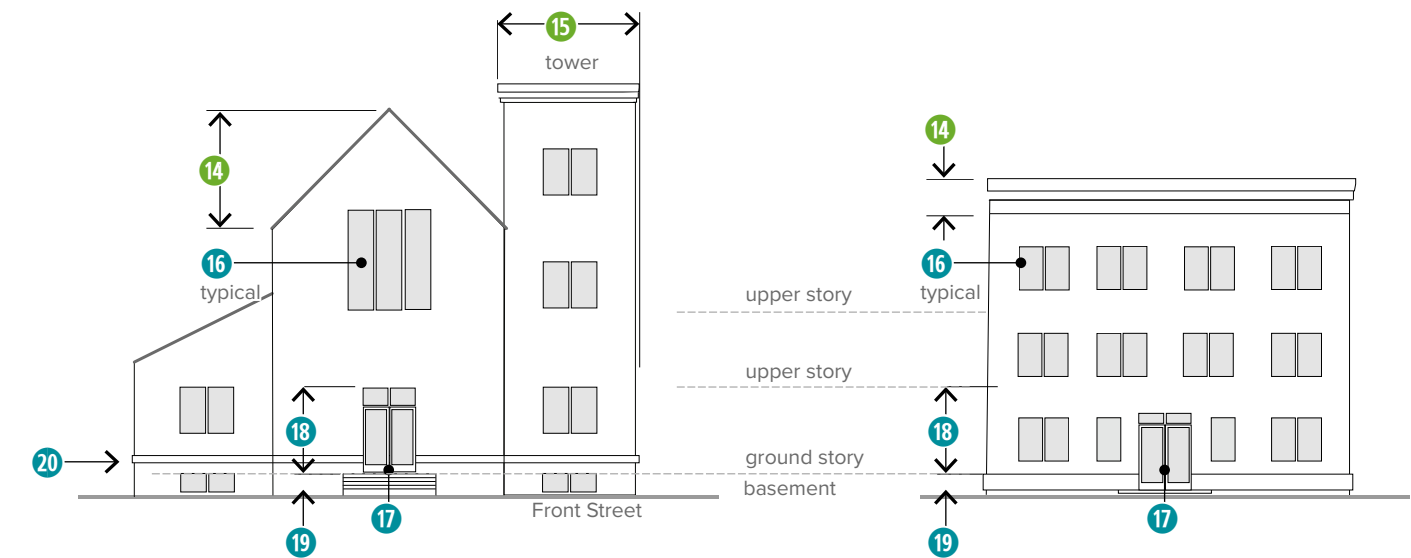 15
tower
14
14
16
typical
16
typical
upper story
upper story
18
18
20
ground story
basement
Front Street
17
17
19
19